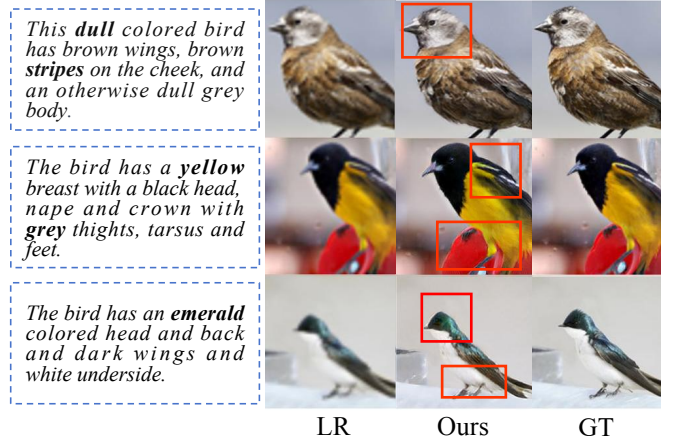 This dull colored bird
has brown wings, brown
stripes on the cheek, and
an otherwise dull grey
body.
The bird has a yellow
breast with a black head,
nape and crown with
grey thights, tarsus and
feet.
The bird has an emerald
colored head and back
and dark wings and
white underside.
LR Ours GT